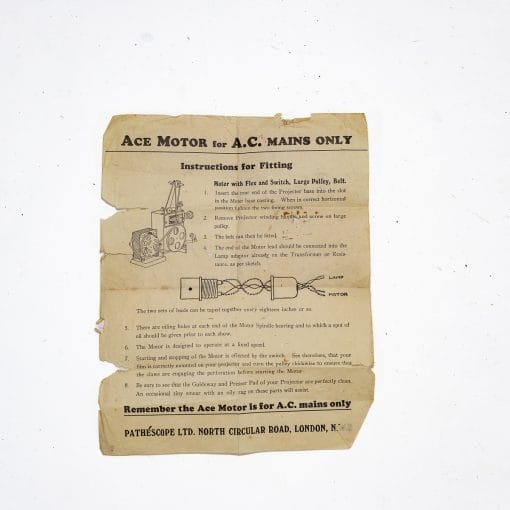 ACE MOTOR for A.C. MAINS ONLY
Instructions for Fitting
Motor with Flex and Switch, Large Pulley, Belt.
1. Insert the rear end of the Projector base into the slot
in the Motor base casting. When in correct horizontal
position tighten the two fixing screws.
2. Remove Projector winding handle and screw on large
pulley.
3. The belt can then be fitted.
4. The end of the Motor lead should be connected into the
Lamp adaptor already on the Transformer or Resis-
tance, as per sketch.
LAMP
MOTOR
The two sets of leads can be taped together every eighteen inches or so.
5. There are oiling holes at each end of the Motor Spindle bearing and to which a spot of
oil should be given prior to each show.
6. The Motor is designed to operate at a fixed speed.
7. Starting and stopping of the Motor is effected by the switch. See therefore, that your
film is correctly mounted on your projector and turn the pulley clockwise to ensure that
the claws are engaging the perforation before starting the Motor.
8. Be sure to see that the Guideway and Presser Pad of your Projector are perfectly clean.
An occasional tiny smear with an oily rag on these parts will assist.
Remember the Ace Motor is for A.C. mains only
PATHÉSCOPE LTD. NORTH CIRCULAR ROAD, LONDON, N.